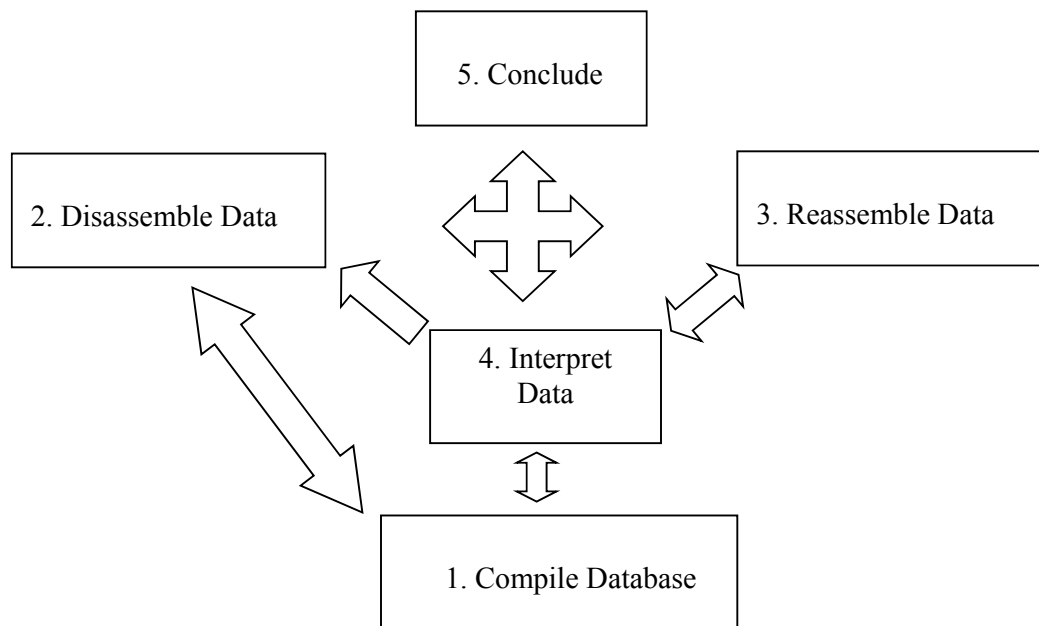 5. Conclude
2. Disassemble Data
3. Reassemble Data
4. Interpret
Data
1. Compile Database